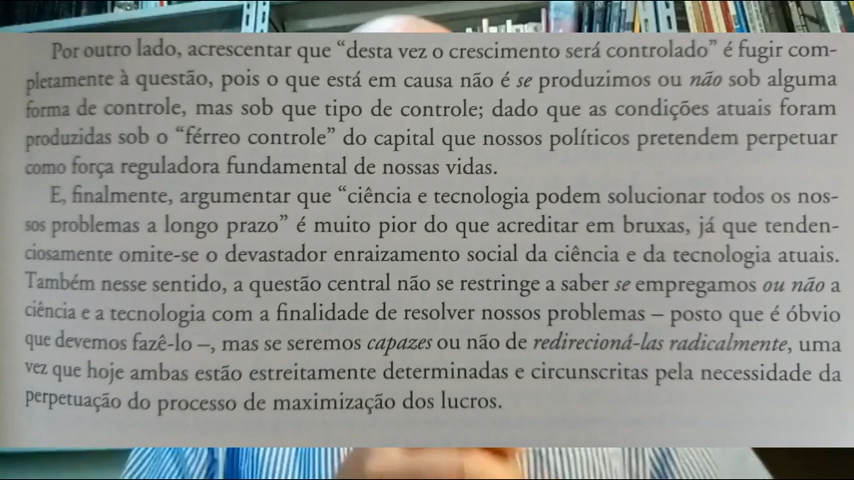 Por outro lado, acrescentar que “desta vez o crescimento será controlado” é fugir com-
pletamente à questão, pois o que está em causa não é se produzimos ou não sob alguma
forma de controle, mas sob que tipo de controle; dado que as condições atuais foram
produzidas sob o “férreo controle” do capital que nossos políticos pretendem perpetuar
como força reguladora fundamental de nossas vidas.
E, finalmente, argumentar que “ciência e tecnologia podem solucionar todos os nos-
sos problemas a longo prazo” é muito pior do que acreditar em bruxas, já que tenden-
ciosamente omite-se o devastador enraizamento social da ciência e da tecnologia atuais.
Também nesse sentido, a questão central não se restringe a saber se empregamos ou não a
ciência e a tecnologia com a finalidade de resolver nossos problemas – posto que é óbvio
que devemos fazê-lo –, mas se seremos capazes ou não de redirecioná-las radicalmente, uma
vez que hoje ambas estão estreitamente determinadas e circunscritas pela necessidade da
perpetuação do processo de maximização dos lucros.